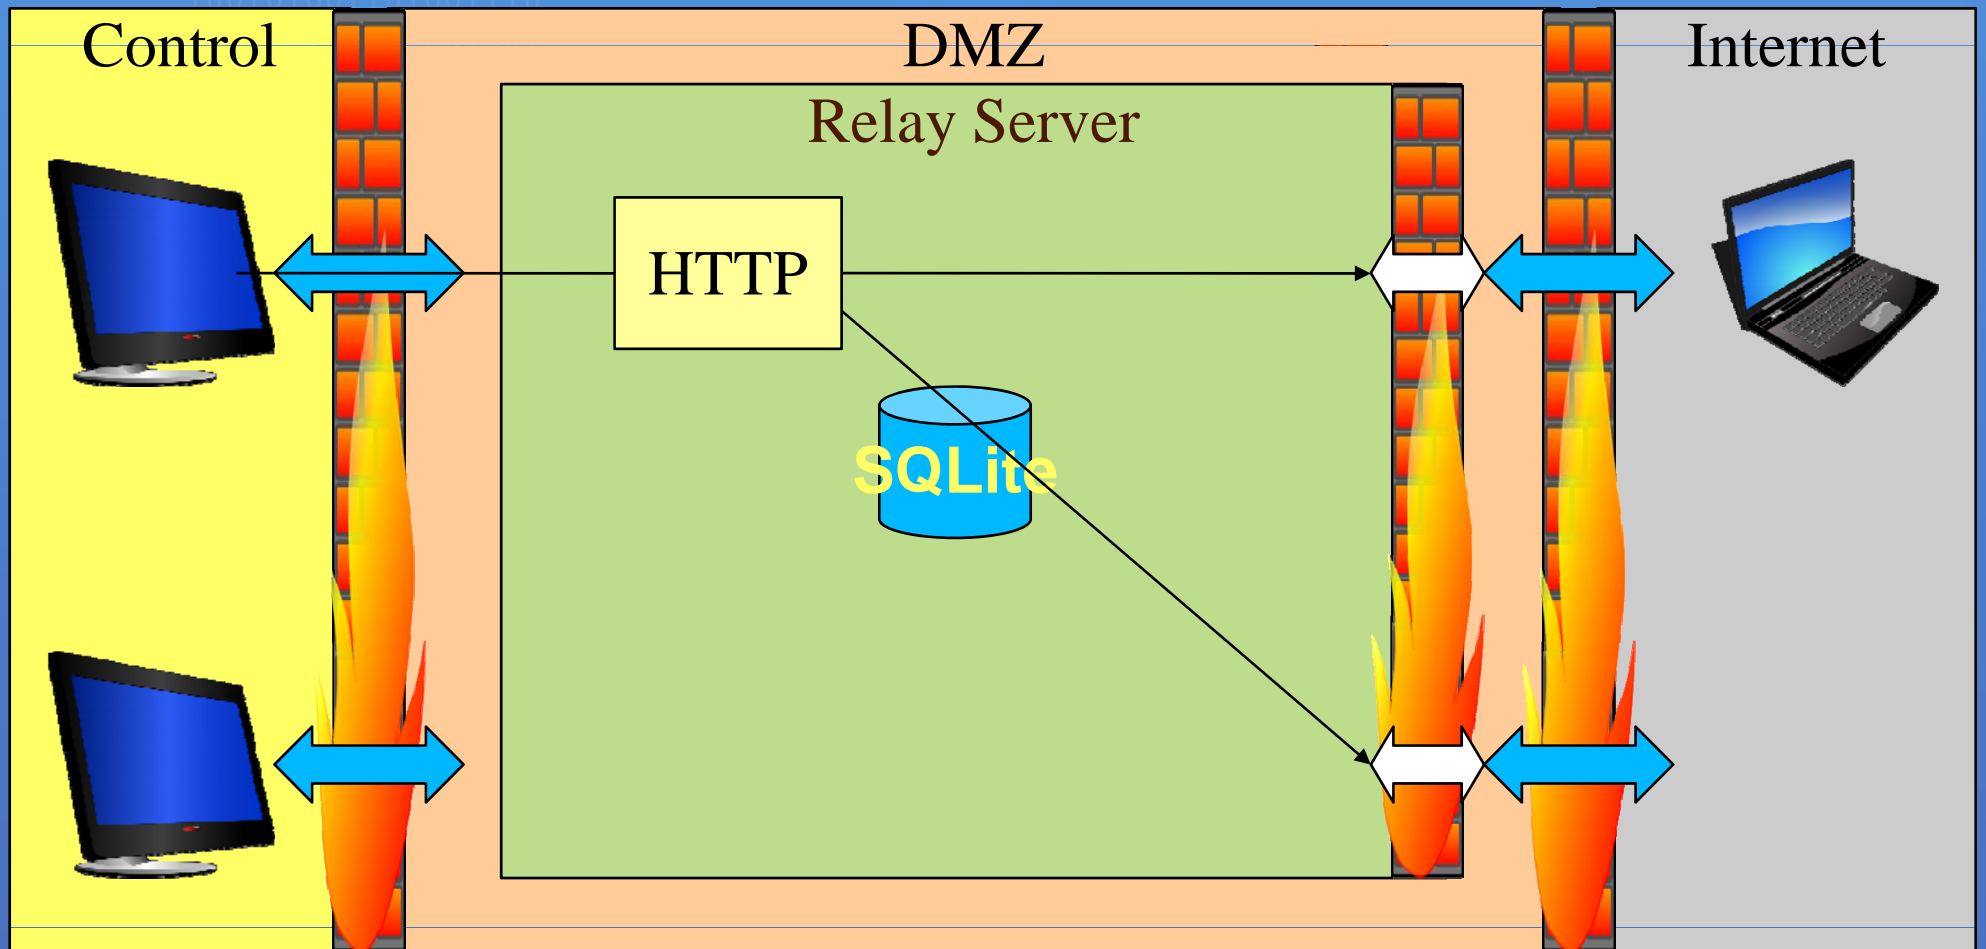 Control
DMZ
Internet
Relay Server
HTTP
SQLite